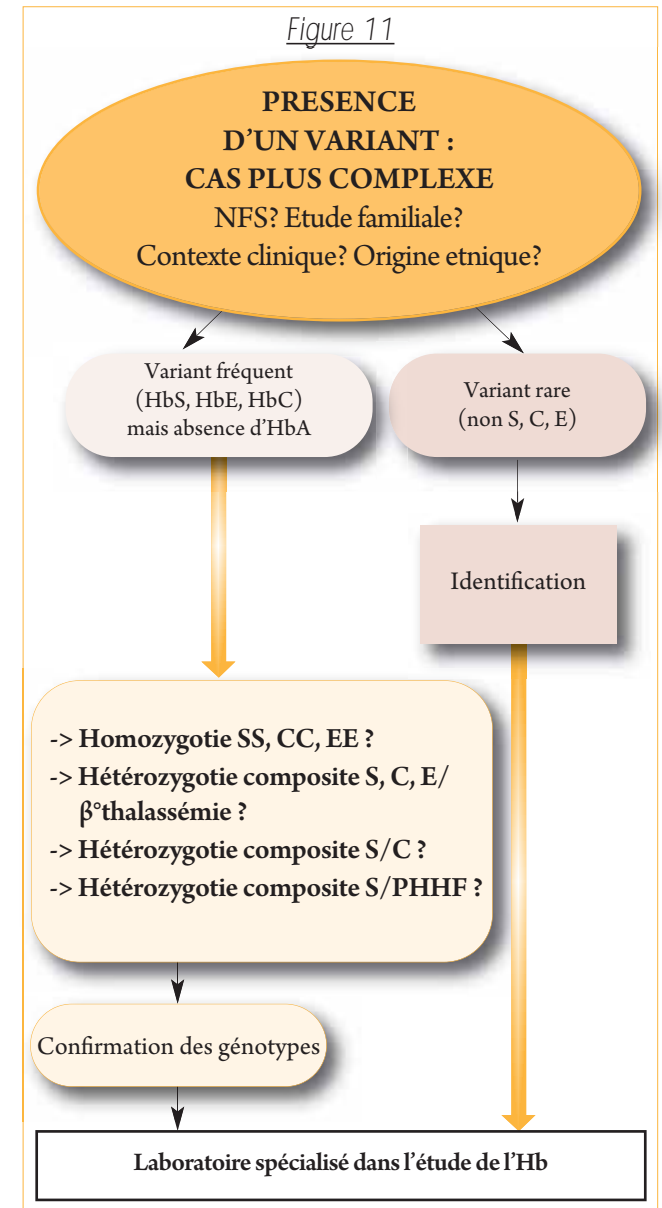 Figure 11
PRESENCE
D’UN VARIANT :
CAS PLUS COMPLEXE
NFS? Etude familiale?
Contexte clinique? Origine etnique?
Variant fréquent
(HbS, HbE, HbC)
mais absence d’HbA
Variant rare
(non S, C, E)
Identification
-> Homozygotie SS, CC, EE ?
-> Hétérozygotie composite S, C, E/
β°thalassémie ?
-> Hétérozygotie composite S/C ?
-> Hétérozygotie composite S/PHHF ?
Confirmation des génotypes
Laboratoire spécialisé dans l’étude de l’Hb